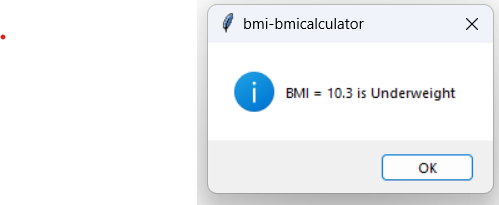 bmi-bmicalculator
BMI = 10.3 is Underweight
OK